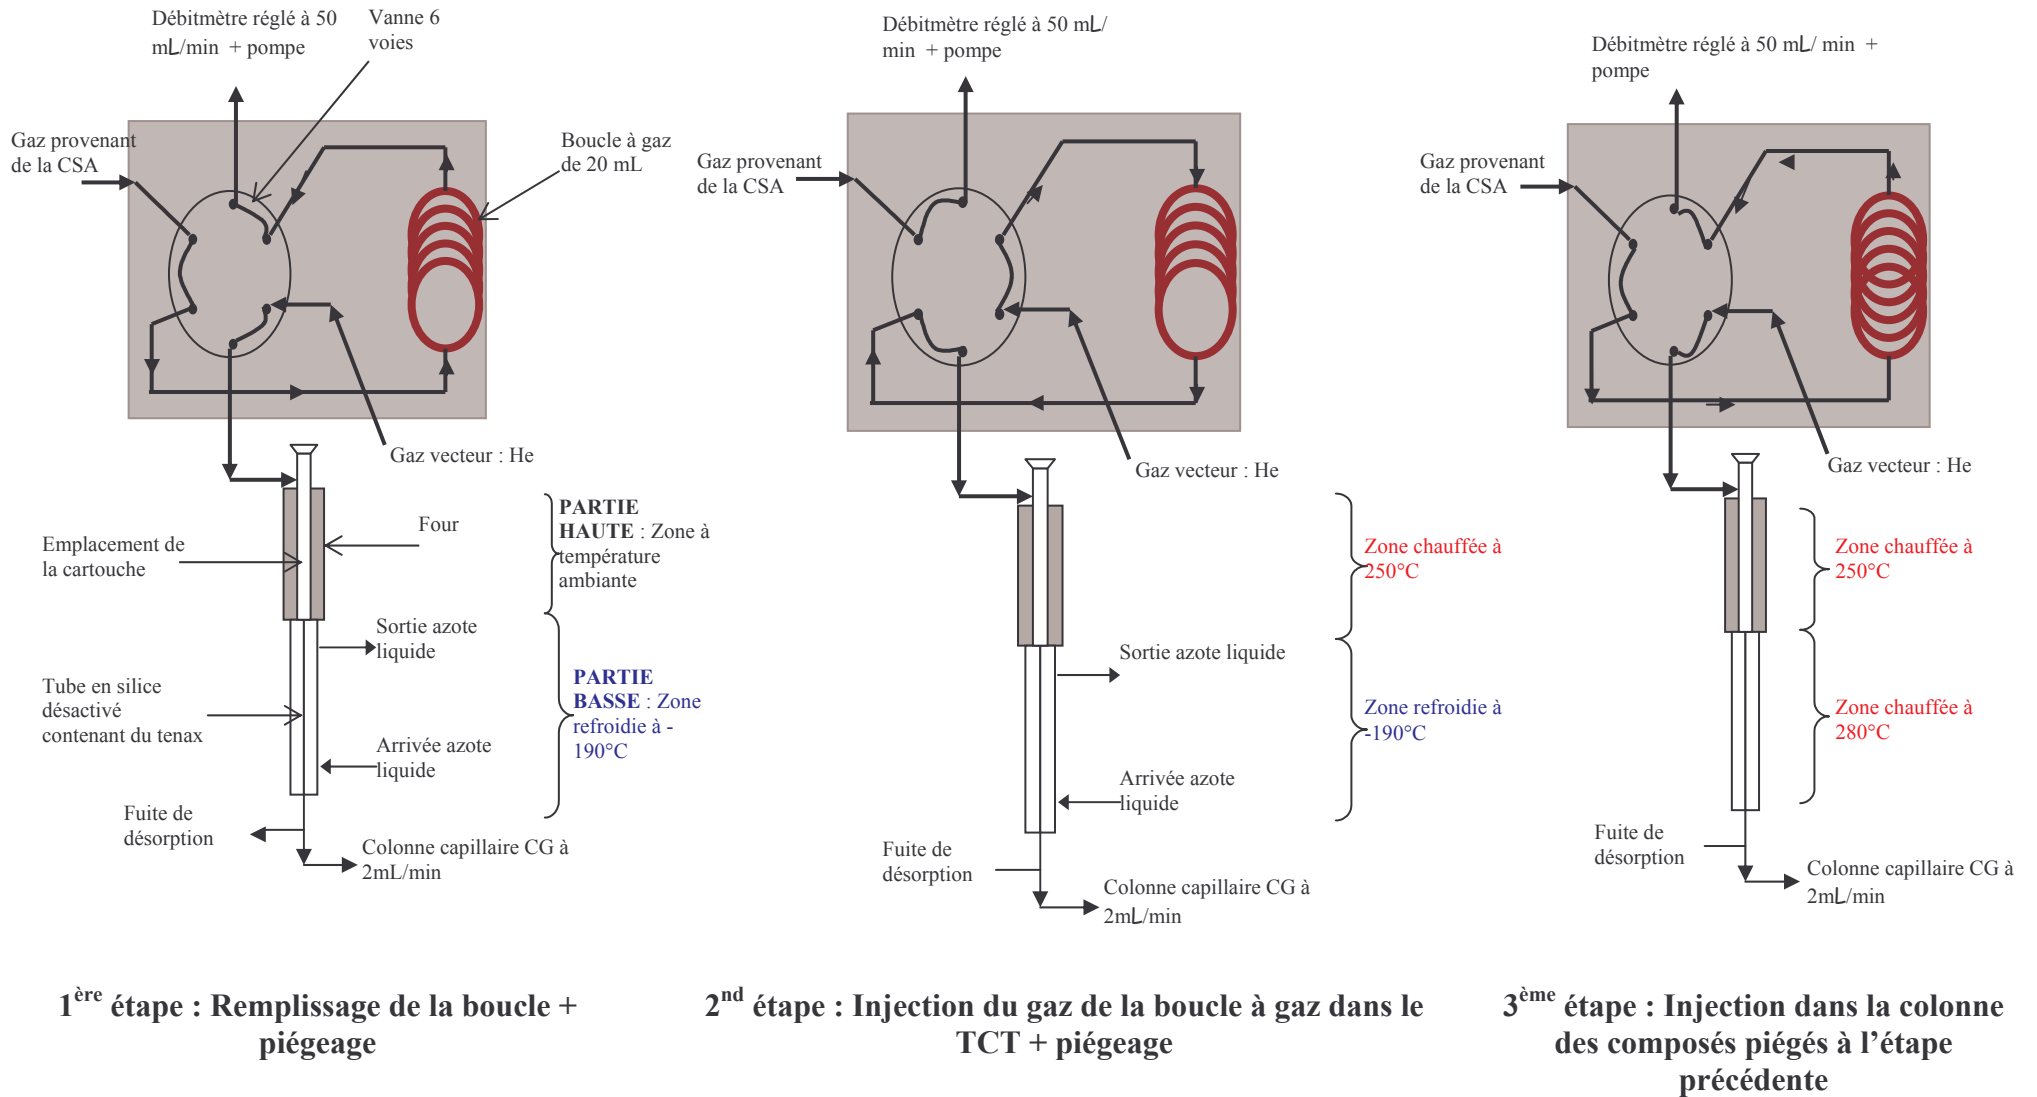 Débitmètre réglé à 50
mL/min + pompe
Vanne 6
voies
Gaz provenant
de la CSA
Boucle à gaz
de 20 mL
Gaz vecteur : He
Four
PARTIE
HAUTE : Zone à
température
ambiante
Emplacement de
la cartouche
Sortie azote
liquide
Tube en silice
désactivé
contenant du tenax
PARTIE
BASSE : Zone
refroidie à -
190°C
Arrivée azote
liquide
Fuite de
désorption
Colonne capillaire CG à
2mL/min
1ère étape : Remplissage de la boucle +
piégeage
Débitmètre réglé à 50 mL/
min + pompe
Gaz provenant
de la CSA
Gaz vecteur : He
Zone chauffée à
250°C
Sortie azote liquide
Zone refroidie à
-190°C
Arrivée azote
liquide
Fuite de
désorption
Colonne capillaire CG à
2mL/min
2nd étape : Injection du gaz de la boucle à gaz dans le
TCT + piégeage
Débitmètre réglé à 50 mL/ min +
pompe
Gaz provenant
de la CSA
Gaz vecteur : He
Zone chauffée à
250°C
Zone chauffée à
280°C
Fuite de
désorption
Colonne capillaire CG à
2mL/min
3ème étape : Injection dans la colonne
des composés piégés à l’étape
précédente